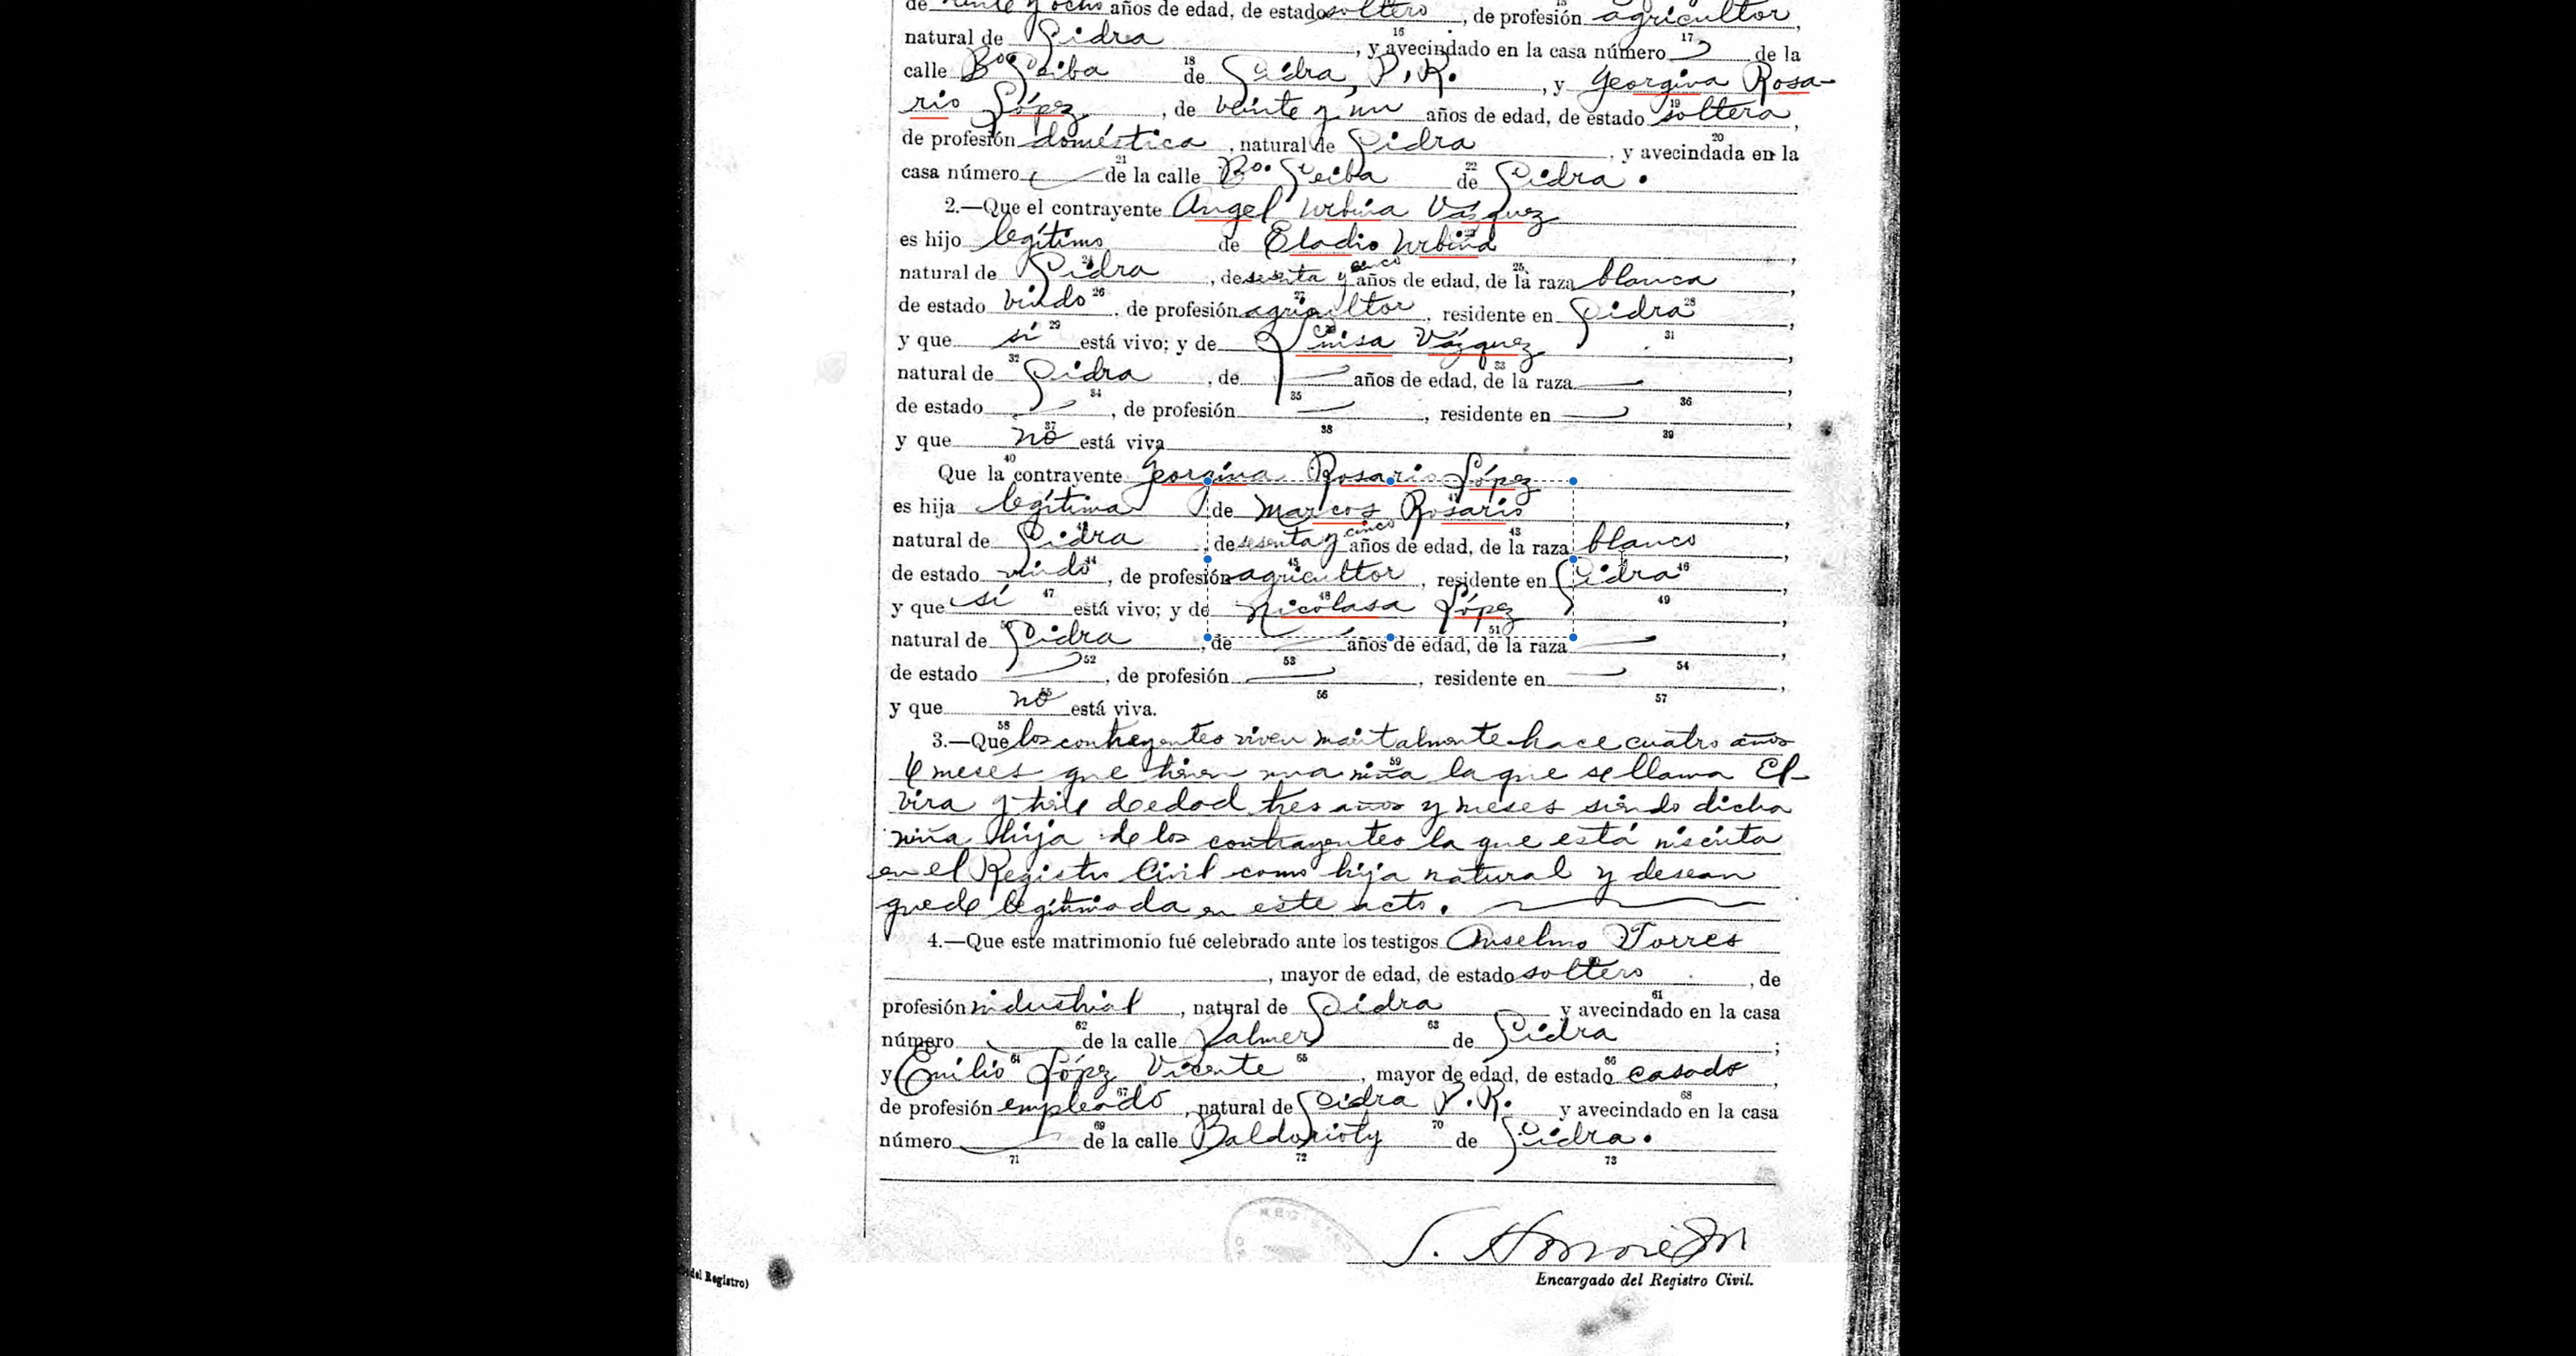 de veinte y ocho años de edad, de estado soltero, de profesión agricultor,
natural de Cidra, y avecindado en la casa número de la
calle Bo. Ceiba de Cidra, P.R., y Georgina Rosa-
rio López, de veinte y un años de edad, de estado soltera,
de profesión doméstica, natural de Cidra, y avecindada en la
casa número de la calle Bo. Ceiba de Cidra.
2.—Que el contrayente Angel Urbina Vásquez
es hijo legítimo de Eladio Urbina
natural de Cidra, de sesenta y cinco años de edad, de la raza blanca,
de estado viudo, de profesión agricultor, residente en Cidra,
y que sí está vivo; y de Luisa Vázquez,
natural de Cidra, de años de edad, de la raza,
de estado, de profesión, residente en,
y que no está viva
Que la contrayente Georgina Rosario López
es hija legítima de Marcos Rosario,
natural de Cidra, de sesenta y cinco años de edad, de la raza blanco,
de estado viudo, de profesión agricultor, residente en Cidra,
y que sí está vivo; y de Nicolasa López,
natural de Cidra, de años de edad, de la raza,
de estado, de profesión, residente en,
y que no está viva.
3.—Que los contrayentes viven maritalmente hace cuatro años
meses que tienen una niña la que se llama El-
vira y de edad tres años y meses siendo dicha
niña hija de los contrayentes la que está inscrita
en el Registro Civil como hija natural y desean
quede legitimada en este acto.
4.—Que este matrimonio fué celebrado ante los testigos Anselmo Torres
, mayor de edad, de estado soltero, de
profesión industrial, natural de Cidra y avecindado en la casa
número de la calle Palmer de Cidra;
y Emilio López Vicente, mayor de edad, de estado casado,
de profesión empleado, natural de Cidra P.R. y avecindado en la casa
número de la calle Baldorioty de Cidra.
Encargado del Registro Civil.
del Registro)